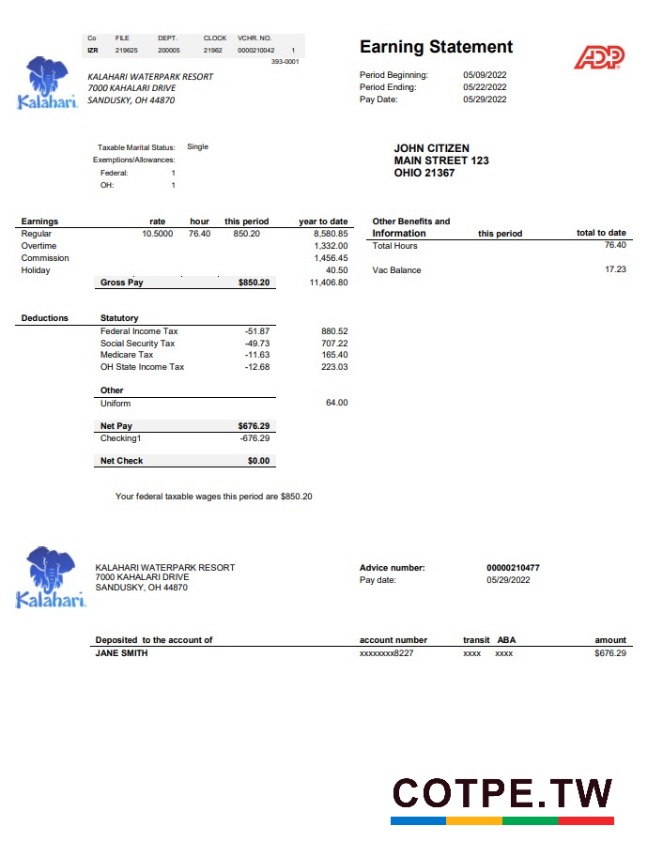 Co FILE DEPT. CLOCK VCHR. NO.
IZR 219625 200005 21962 0000210042 1
393-0001
Kalahari.
KALAHARI WATERPARK RESORT
7000 KAHALARI DRIVE
SANDUSKY, OH 44870
Earning Statement
ADP
Period Beginning: 05/09/2022
Period Ending: 05/22/2022
Pay Date: 05/29/2022
Taxable Marital Status: Single
Exemptions/Allowances:
Federal: 1
OH: 1
JOHN CITIZEN
MAIN STREET 123
OHIO 21367
Earnings rate hour this period year to date
Regular 10.5000 76.40 850.20 8,580.85
Overtime 1,332.00
Commission 1,456.45
Holiday 40.50
Gross Pay $850.20 11,406.80
Other Benefits and
Information this period total to date
Total Hours 76.40
Vac Balance 17.23
Deductions Statutory
Federal Income Tax -51.87 880.52
Social Security Tax -49.73 707.22
Medicare Tax -11.63 165.40
OH State Income Tax -12.68 223.03
Other
Uniform 64.00
Net Pay $676.29
Checking1 -676.29
Net Check $0.00
Your federal taxable wages this period are $850.20
Kalahari.
KALAHARI WATERPARK RESORT
7000 KAHALARI DRIVE
SANDUSKY, OH 44870
Advice number: 00000210477
Pay date: 05/29/2022
Deposited to the account of account number transit ABA amount
JANE SMITH xxxxxxxx8227 xxxx xxxx $676.29
COTPE.TW